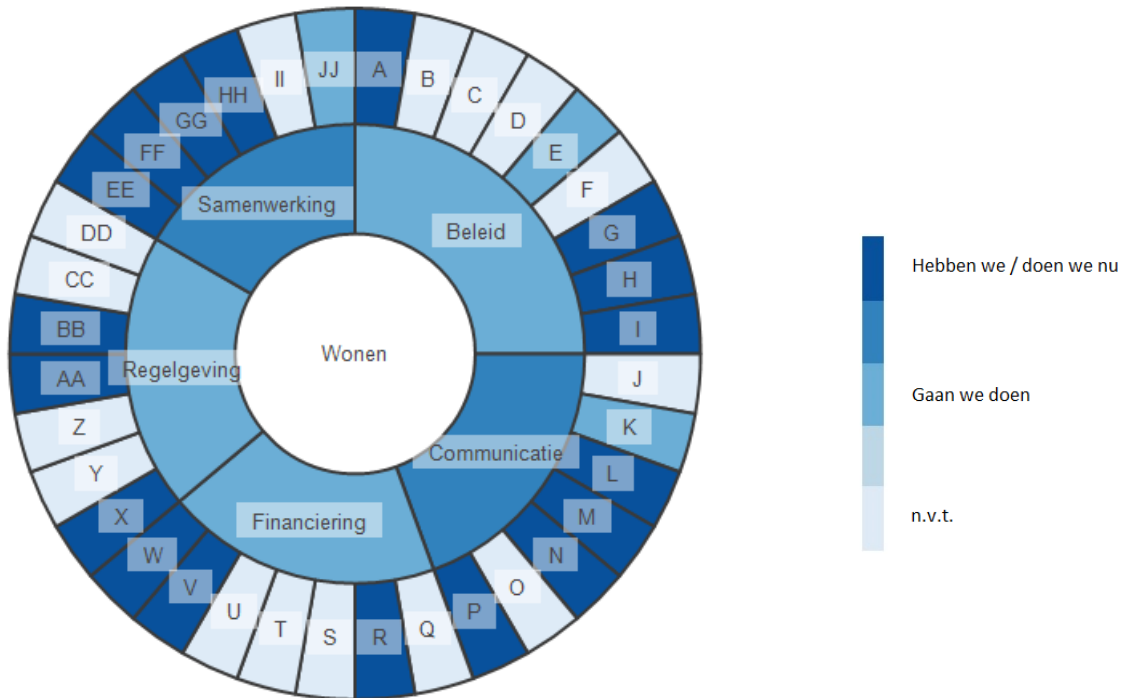 JJ
A
II
B
HH
C
GG
D
FF
E
EE
F
Samenwerking
DD
Beleid
G
CC
H
BB
I
Wonen
Regelgeving
AA
J
Z
K
Communicatie
Y
L
X
Financiering
M
W
N
V
O
U
P
T
S
R
Q
Hebben we / doen we nu
Gaan we doen
n.v.t.